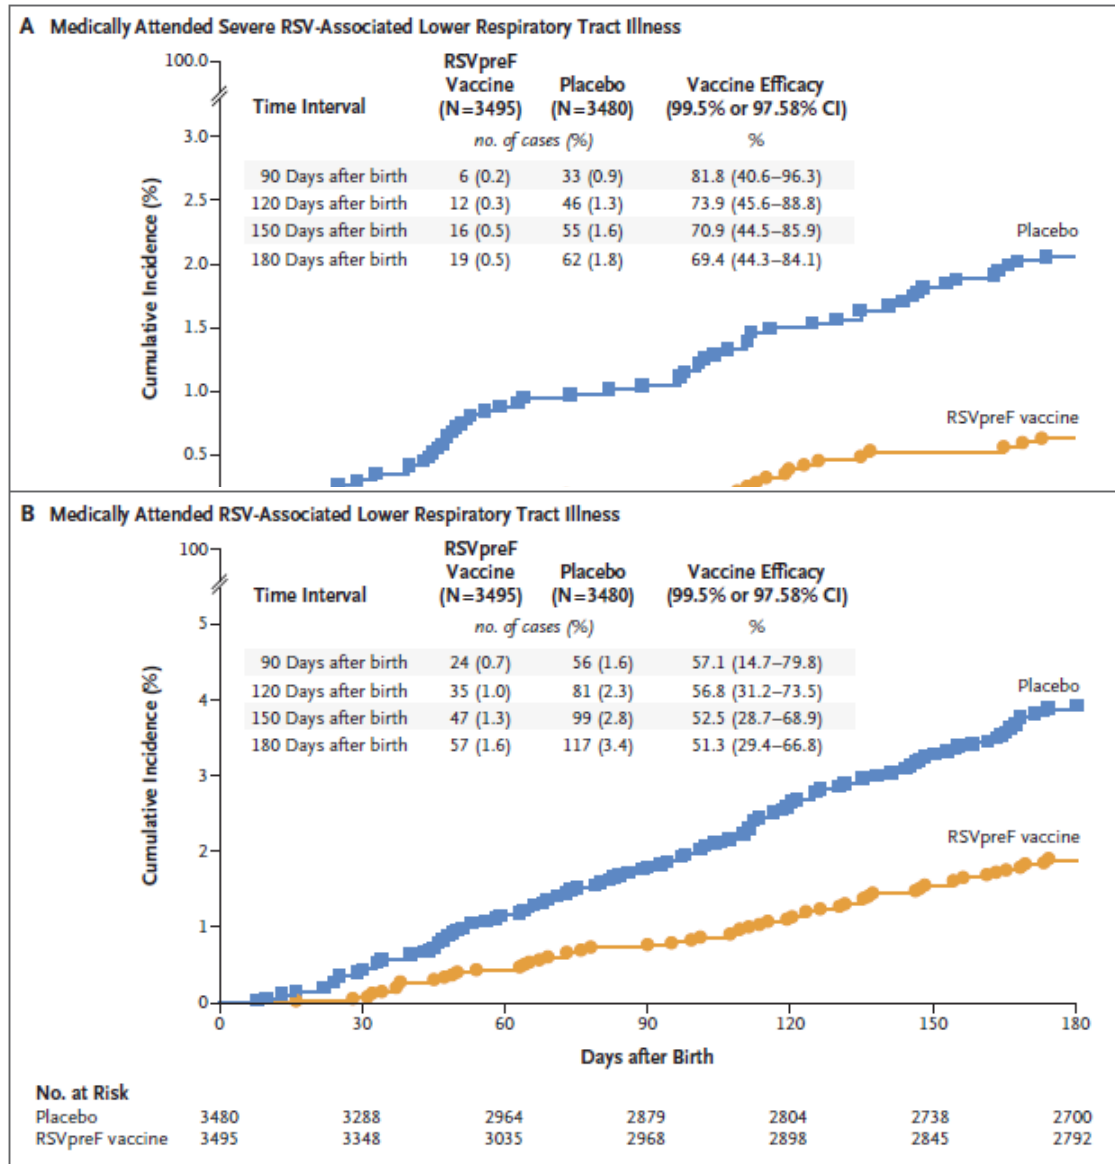 A Medically Attended Severe RSV-Associated Lower Respiratory Tract Illness
100.0
3.0
2.5
2.0
1.5
1.0
0.5
Cumulative Incidence (%)
Time Interval RSVpreF Vaccine (N=3495) Placebo (N=3480) Vaccine Efficacy (99.5% or 97.58% CI)
no. of cases (%) %
90 Days after birth 6 (0.2) 33 (0.9) 81.8 (40.6–96.3)
120 Days after birth 12 (0.3) 46 (1.3) 73.9 (45.6–88.8)
150 Days after birth 16 (0.5) 55 (1.6) 70.9 (44.5–85.9)
180 Days after birth 19 (0.5) 62 (1.8) 69.4 (44.3–84.1)
Placebo
RSVpreF vaccine
B Medically Attended RSV-Associated Lower Respiratory Tract Illness
100
5
4
3
2
1
0
Cumulative Incidence (%)
Time Interval RSVpreF Vaccine (N=3495) Placebo (N=3480) Vaccine Efficacy (99.5% or 97.58% CI)
no. of cases (%) %
90 Days after birth 24 (0.7) 56 (1.6) 57.1 (14.7–79.8)
120 Days after birth 35 (1.0) 81 (2.3) 56.8 (31.2–73.5)
150 Days after birth 47 (1.3) 99 (2.8) 52.5 (28.7–68.9)
180 Days after birth 57 (1.6) 117 (3.4) 51.3 (29.4–66.8)
Placebo
RSVpreF vaccine
0 30 60 90 120 150 180
Days after Birth
No. at Risk
Placebo 3480 3288 2964 2879 2804 2738 2700
RSVpreF vaccine 3495 3348 3035 2968 2898 2845 2792